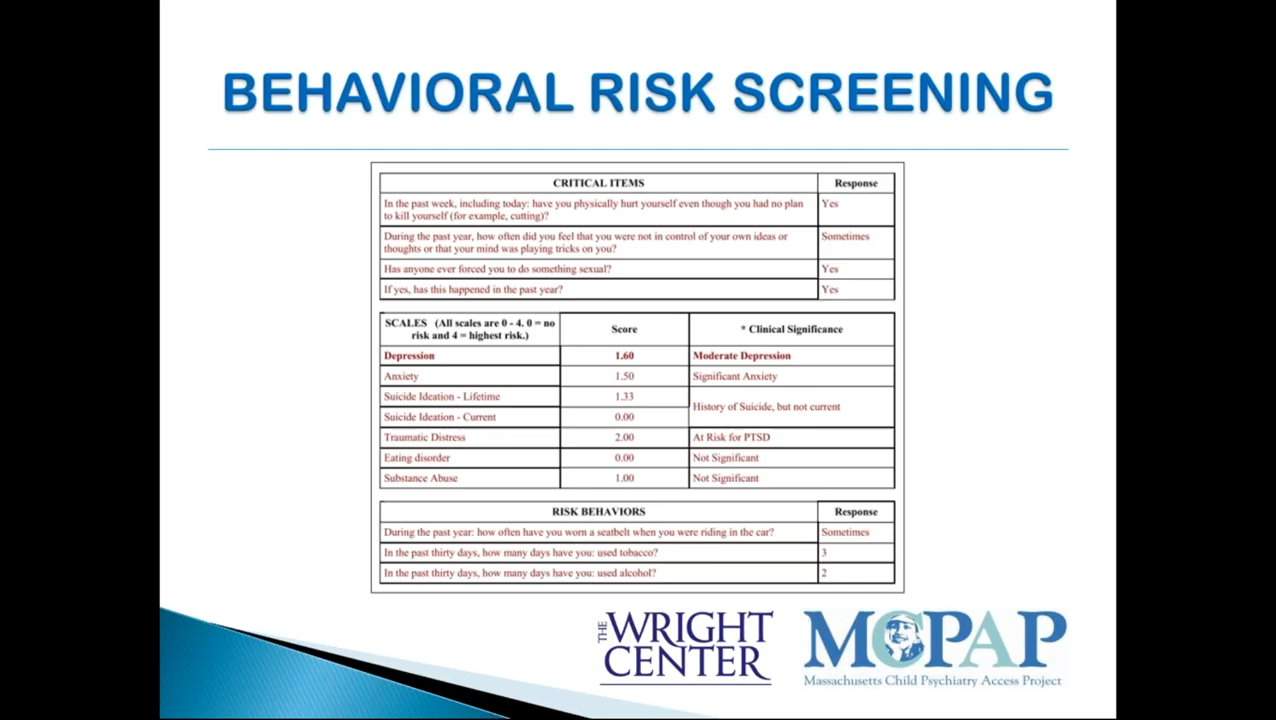 BEHAVIORAL RISK SCREENING
CRITICAL ITEMS Response
In the past week, including today: have you physically hurt yourself even though you had no plan
to kill yourself (for example, cutting)? Yes
During the past year, how often did you feel that you were not in control of your own ideas or
thoughts or that your mind was playing tricks on you? Sometimes
Has anyone ever forced you to do something sexual? Yes
If yes, has this happened in the past year? Yes
SCALES (All scales are 0 - 4. 0 = no
risk and 4 = highest risk.) Score * Clinical Significance
Depression 1.60 Moderate Depression
Anxiety 1.50 Significant Anxiety
Suicide Ideation - Lifetime 1.33
History of Suicide, but not current
Suicide Ideation - Current 0.00
Traumatic Distress 2.00 At Risk for PTSD
Eating disorder 0.00 Not Significant
Substance Abuse 1.00 Not Significant
RISK BEHAVIORS Response
During the past year: how often have you worn a seatbelt when you were riding in the car? Sometimes
In the past thirty days, how many days have you: used tobacco? 3
In the past thirty days, how many days have you: used alcohol? 2
THE WRIGHT
CENTER
MCPAP
Massachusetts Child Psychiatry Access Project